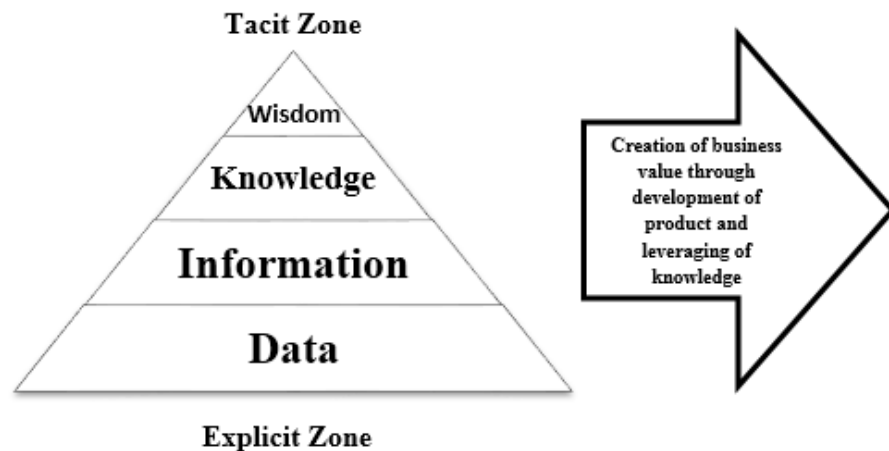 Tacit Zone
Wisdom
Knowledge
Information
Data
Explicit Zone
Creation of business
value through
development of
product and
leveraging of
knowledge